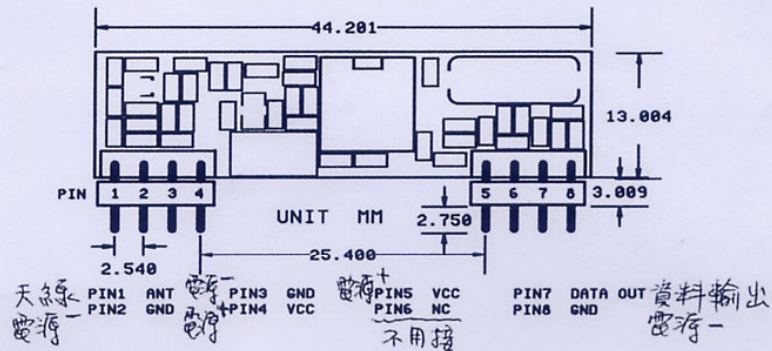 44.201
13.004
PIN 1 2 3 4 5 6 7 8 3.009
UNIT MM 2.750
25.400
2.540
天線 PIN1 ANT 電源- PIN3 GND 電源+ PIN5 VCC PIN7 DATA OUT 資料輸出
電源- PIN2 GND 電源+ PIN4 VCC PIN6 NC PIN8 GND 電源-
不用接